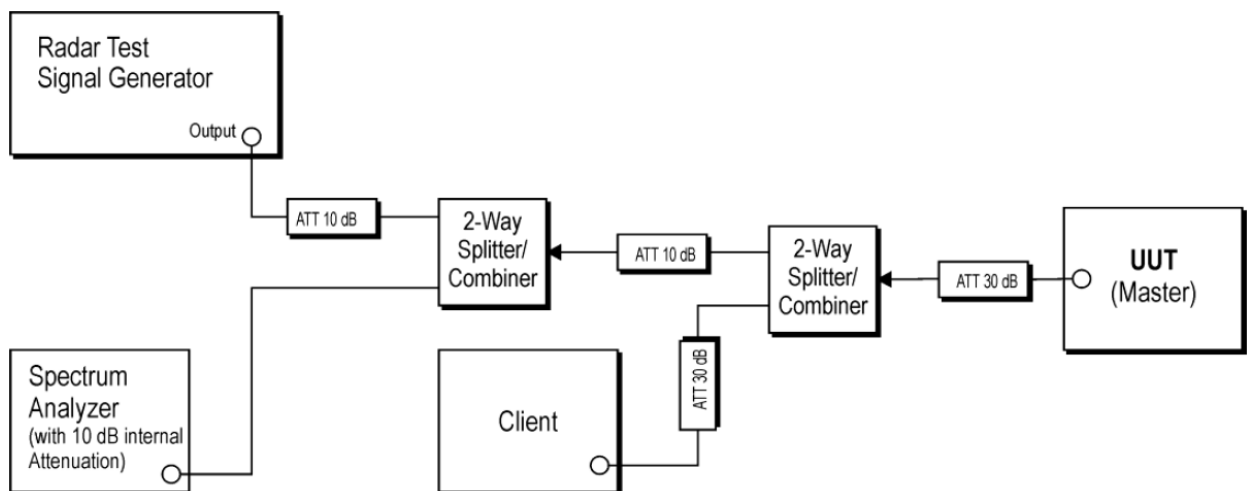 Radar Test
Signal Generator
Output
ATT 10 dB
2-Way
Splitter/
Combiner
ATT 10 dB
2-Way
Splitter/
Combiner
ATT 30 dB
UUT
(Master)
Spectrum
Analyzer
(with 10 dB internal
Attenuation)
Client
ATT 30 dB